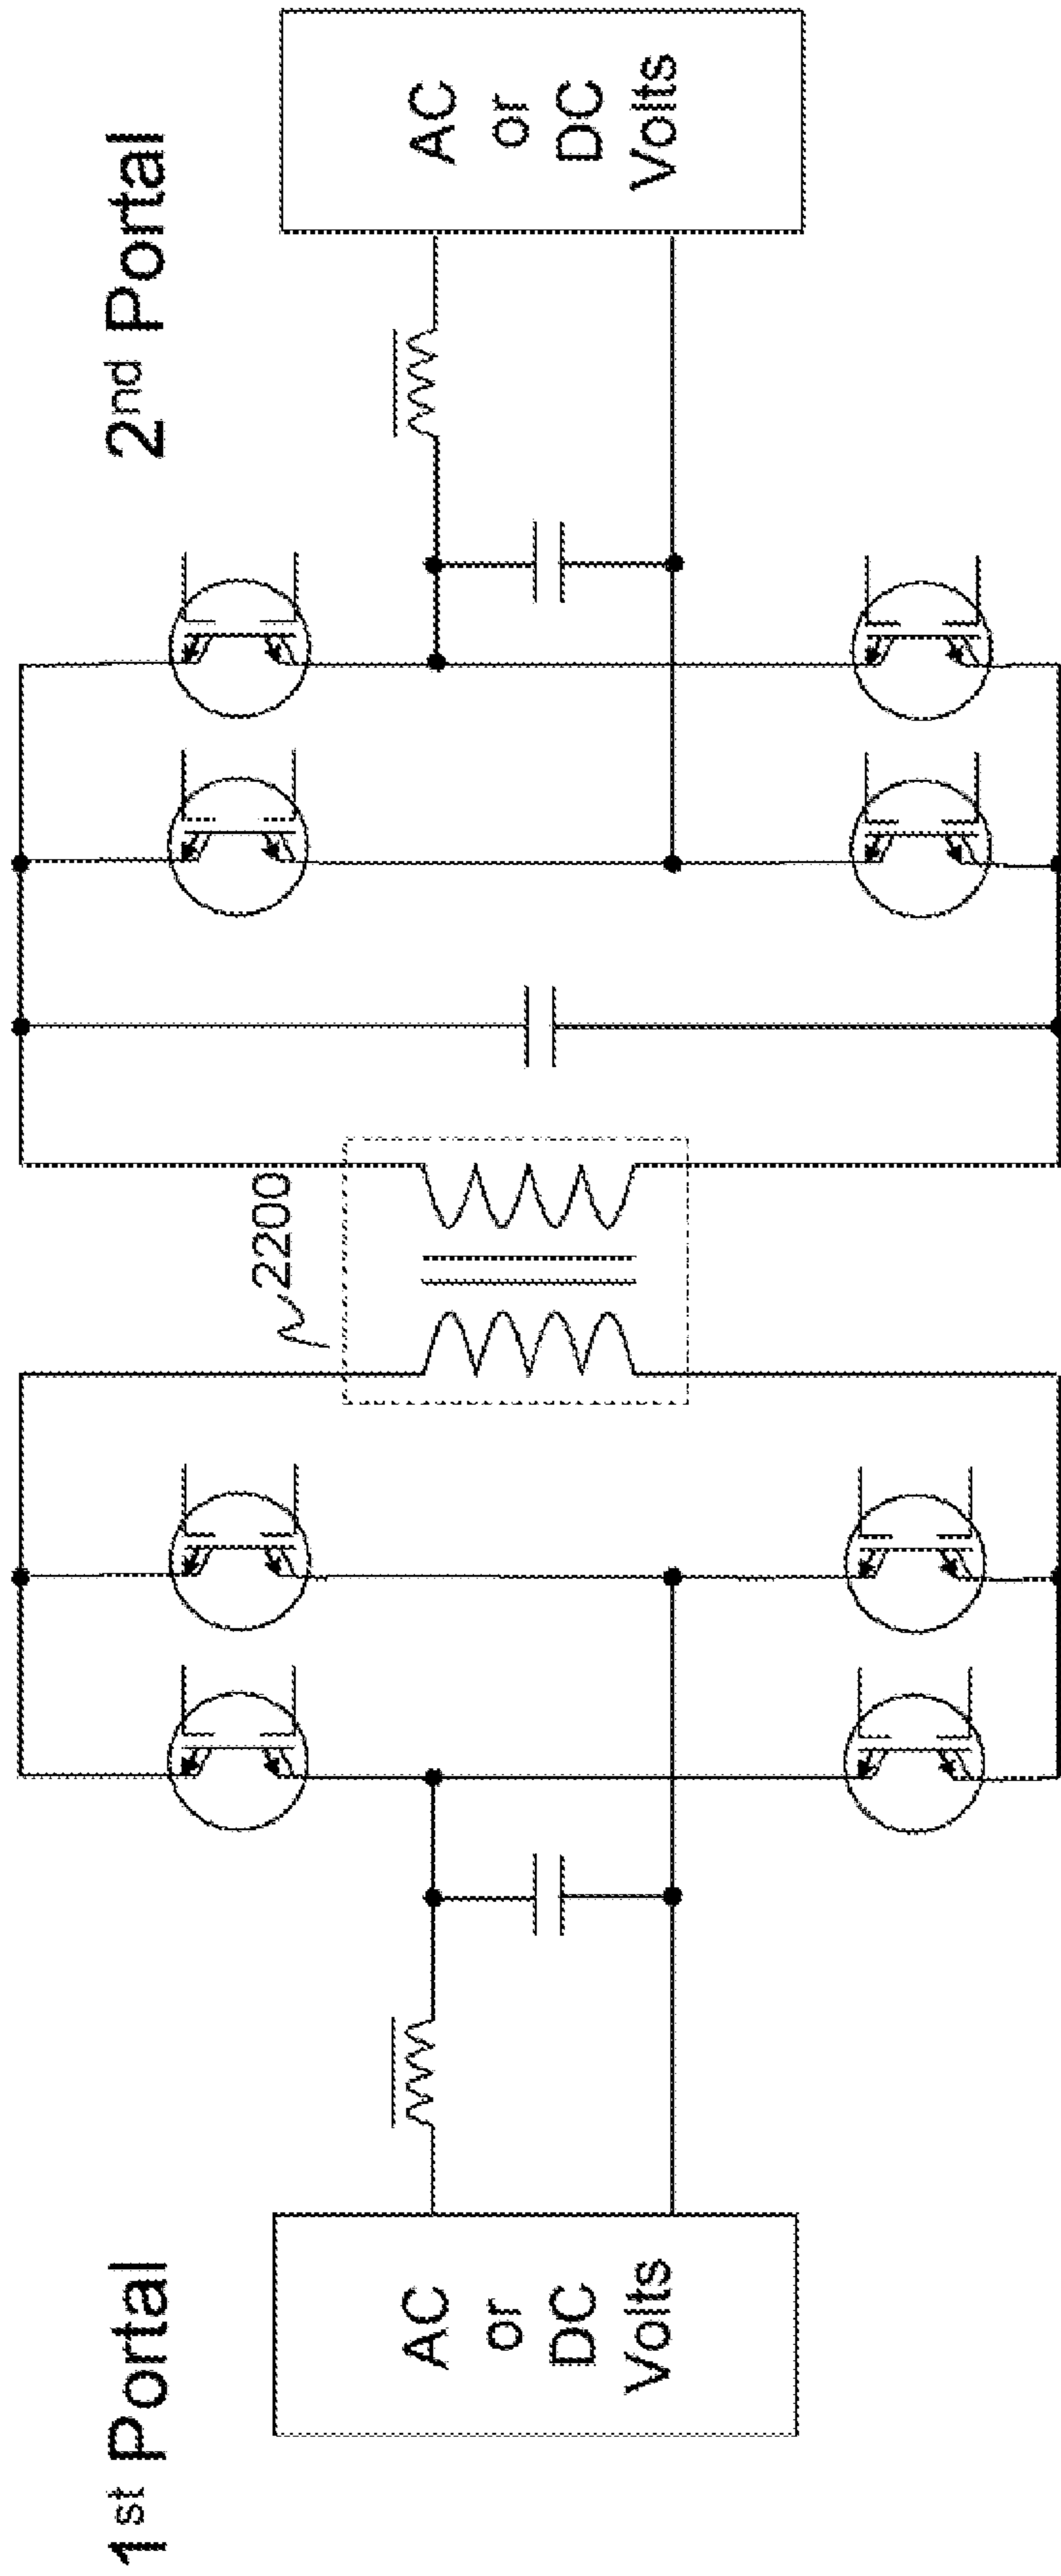 1st Portal
AC
or
DC
Volts
2200
2nd Portal
AC
or
DC
Volts